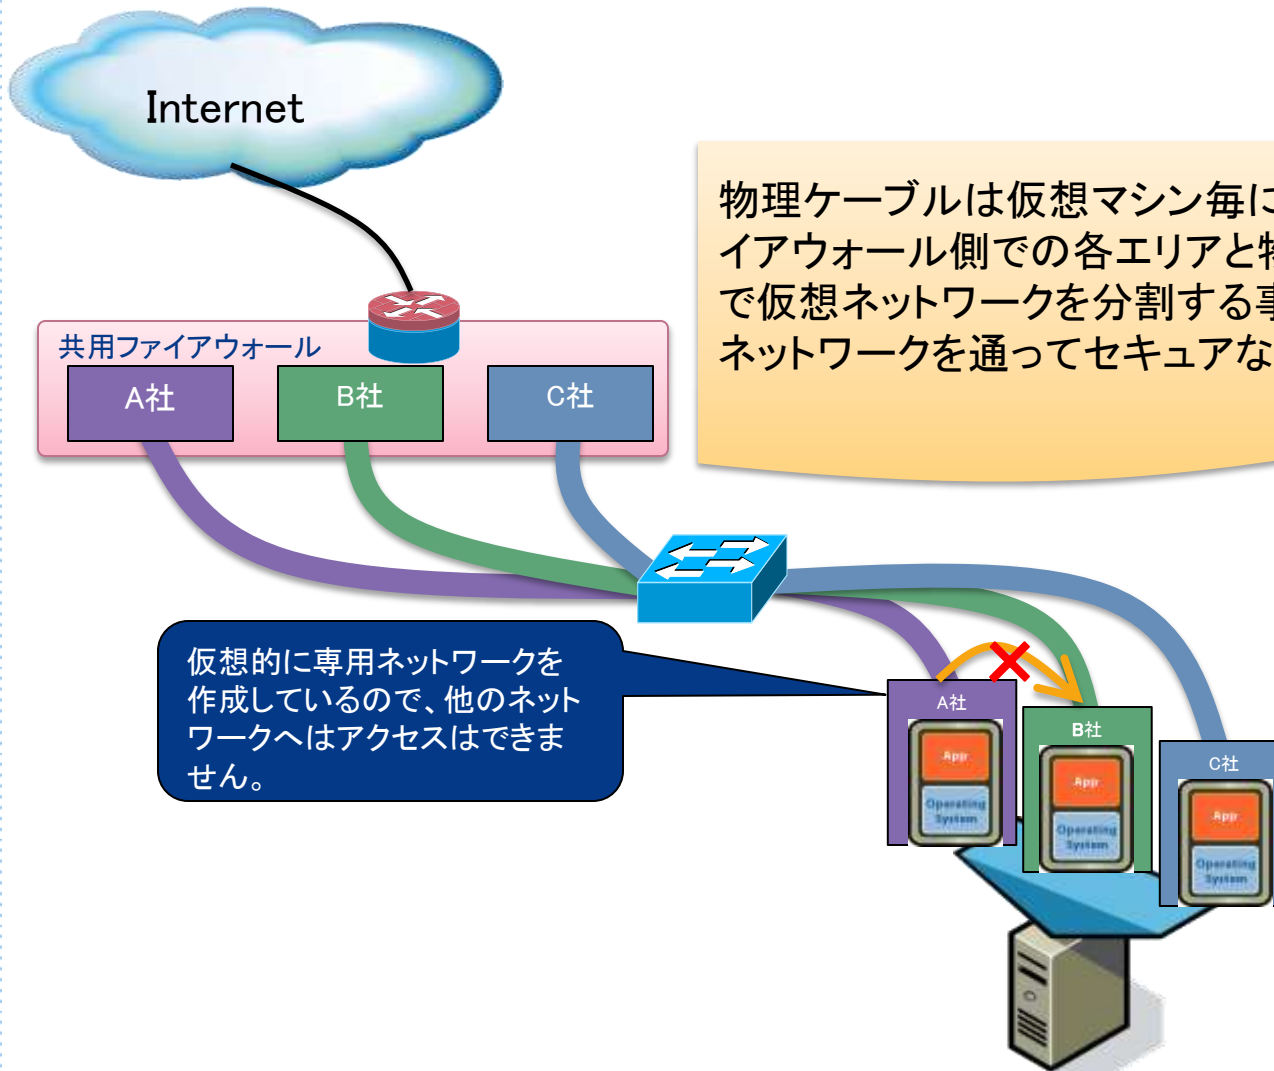 Internet
物理ケーブルは仮想マシン毎に
イアウォール側での各エリアと物
で仮想ネットワークを分割する事
ネットワークを通ってセキュアな
共用ファイアウォール
A社
B社
C社
仮想的に専用ネットワークを
作成しているので、他のネット
ワークへはアクセスはできま
せん。
A社
App
Operating
System
B社
App
Operating
System
C社
App
Operating
System